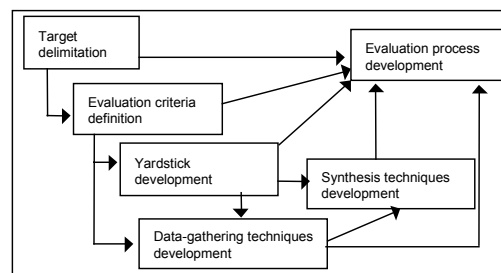 Target
delimitation
Evaluation process
development
Evaluation criteria
definition
Yardstick
development
Synthesis techniques
development
Data-gathering techniques
development